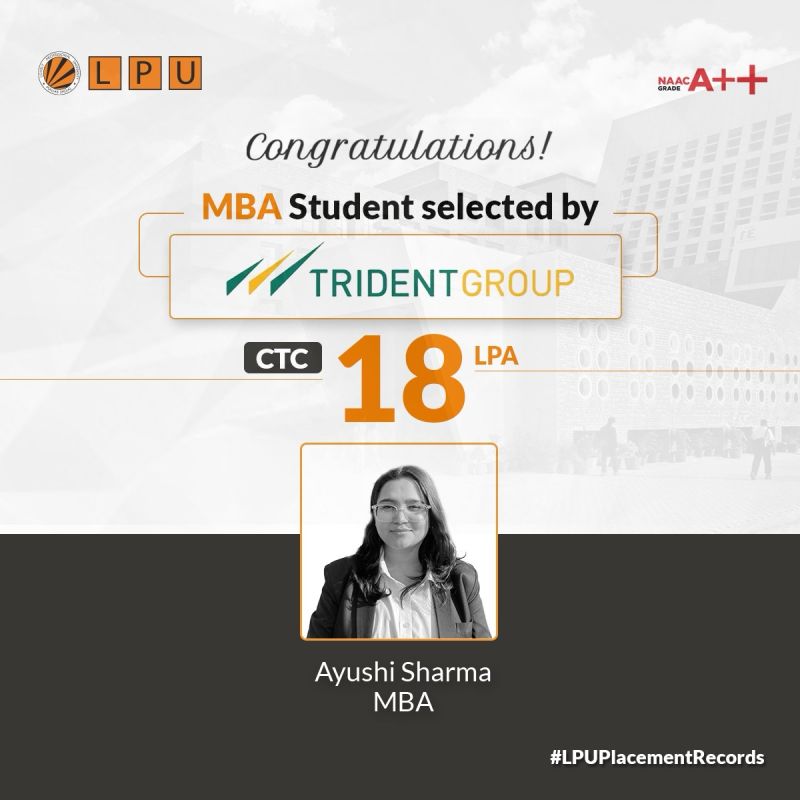 LPU
NAAC GRADE A++
Congratulations!
MBA Student selected by
TRIDENTGROUP
CTC 18 LPA
Ayushi Sharma
MBA
#LPUPlacementRecords